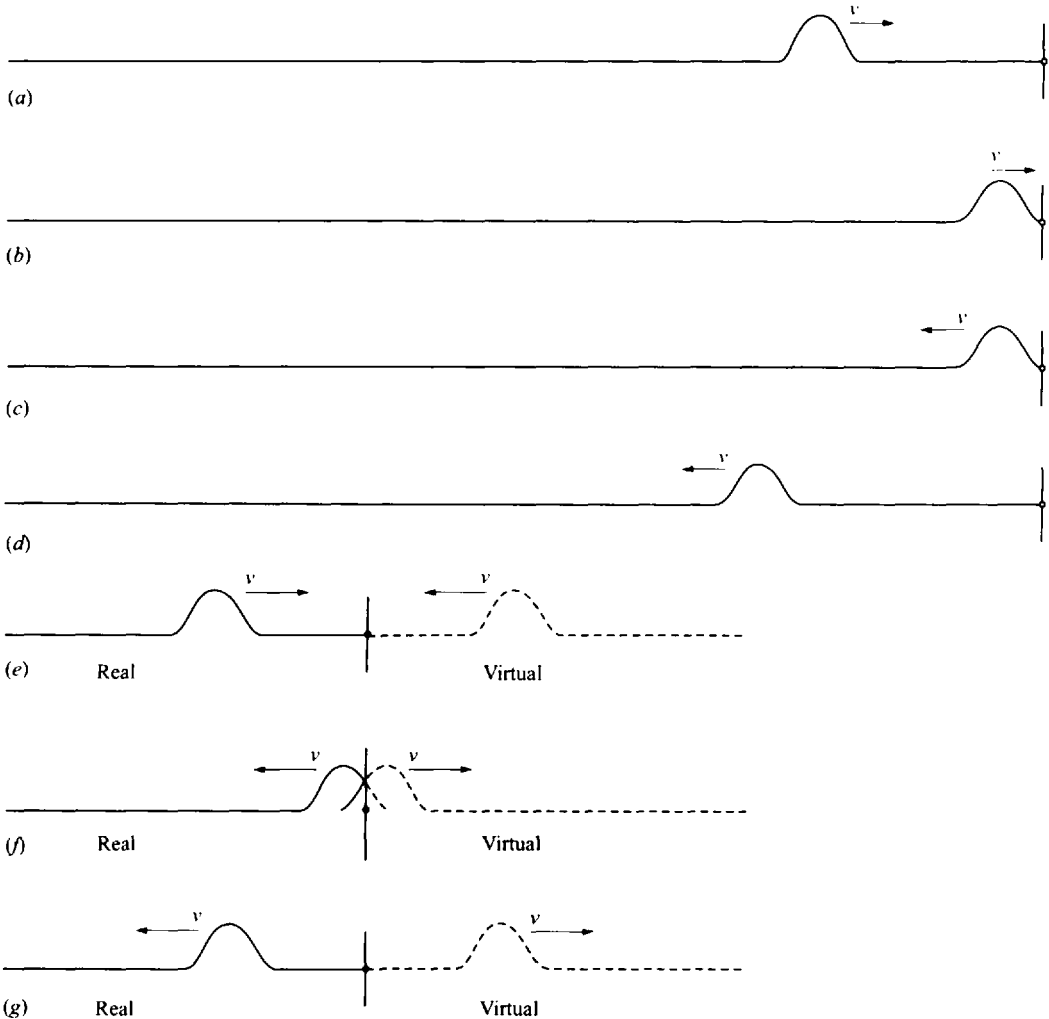 v
(a)
v
(b)
v
(c)
v
(d)
v v
(e) Real Virtual
v v
(f) Real Virtual
v v
(g) Real Virtual